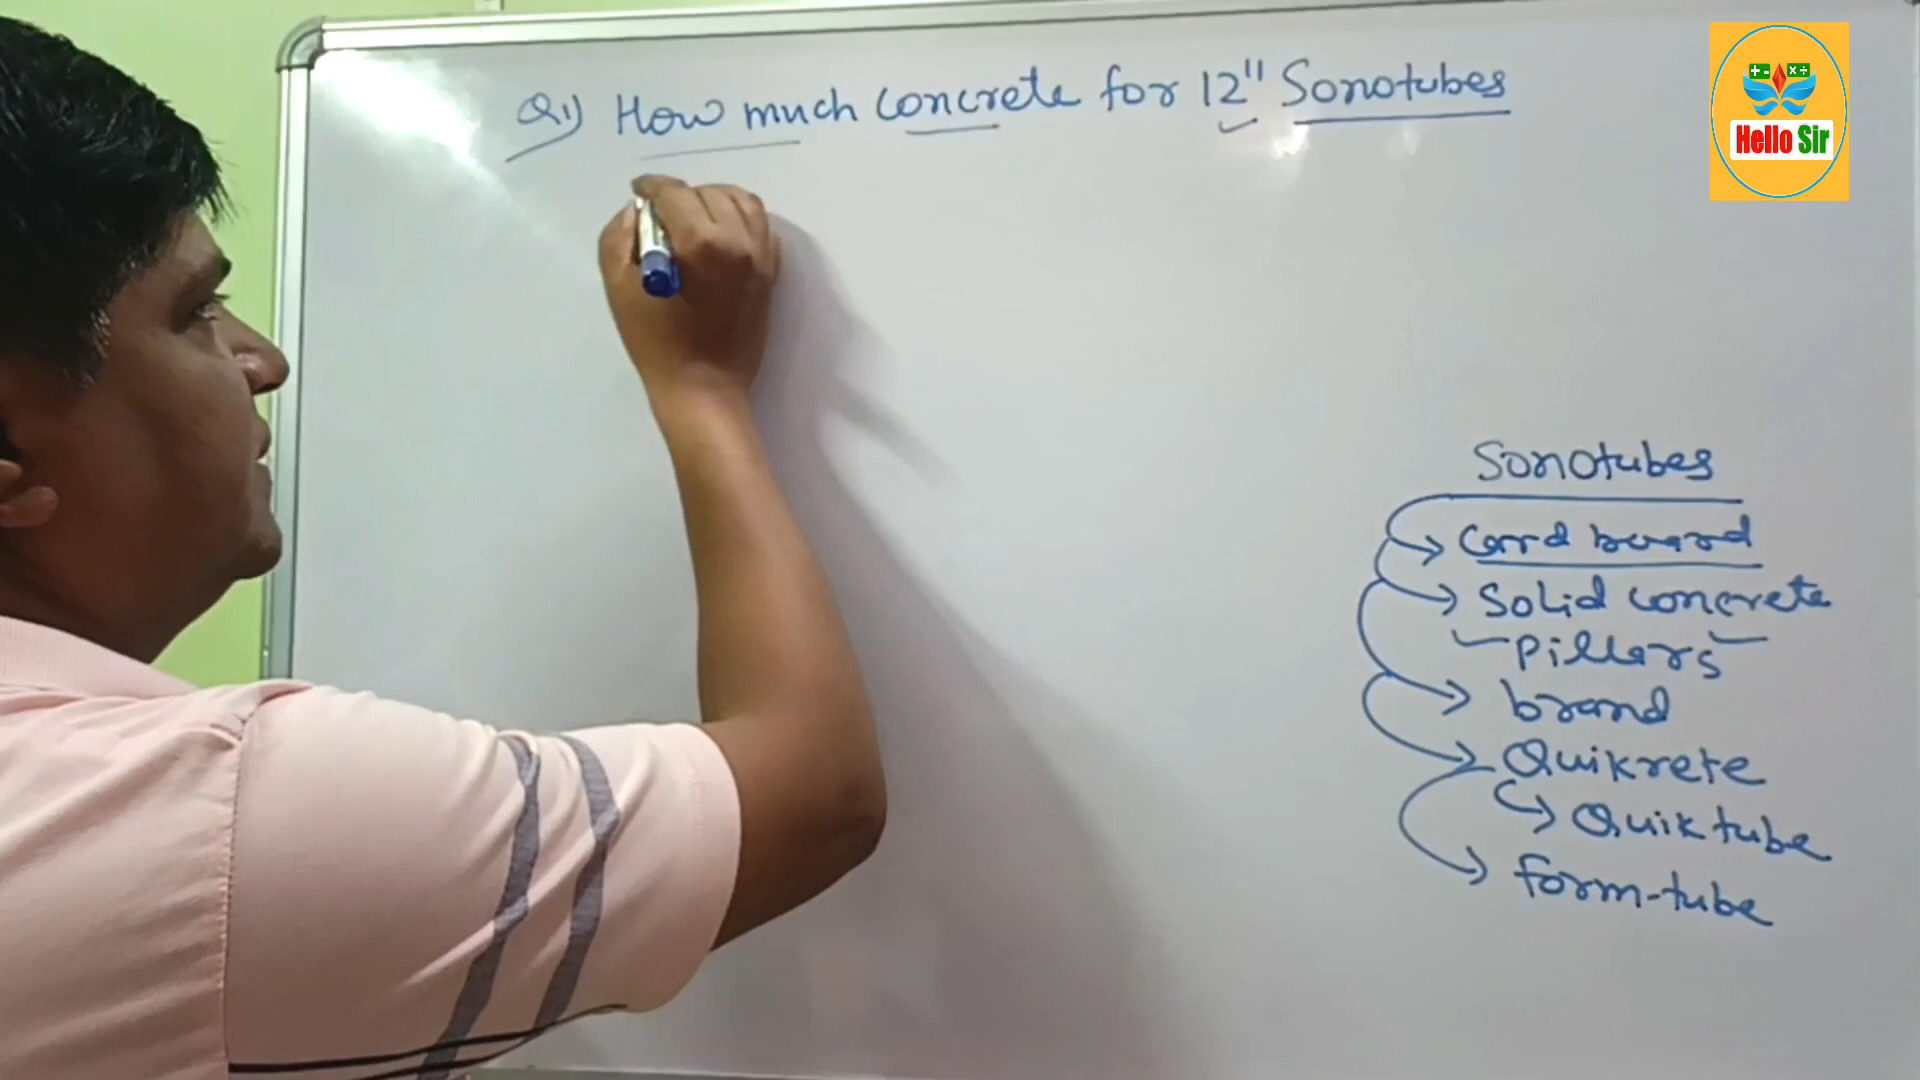 Q1) How much concrete for 12" Sonotubes
+ - × ÷
Hello Sir
Sonotubes
Card board
Solid concrete
Pillers
brand
Quikrete
Quik tube
form-tube